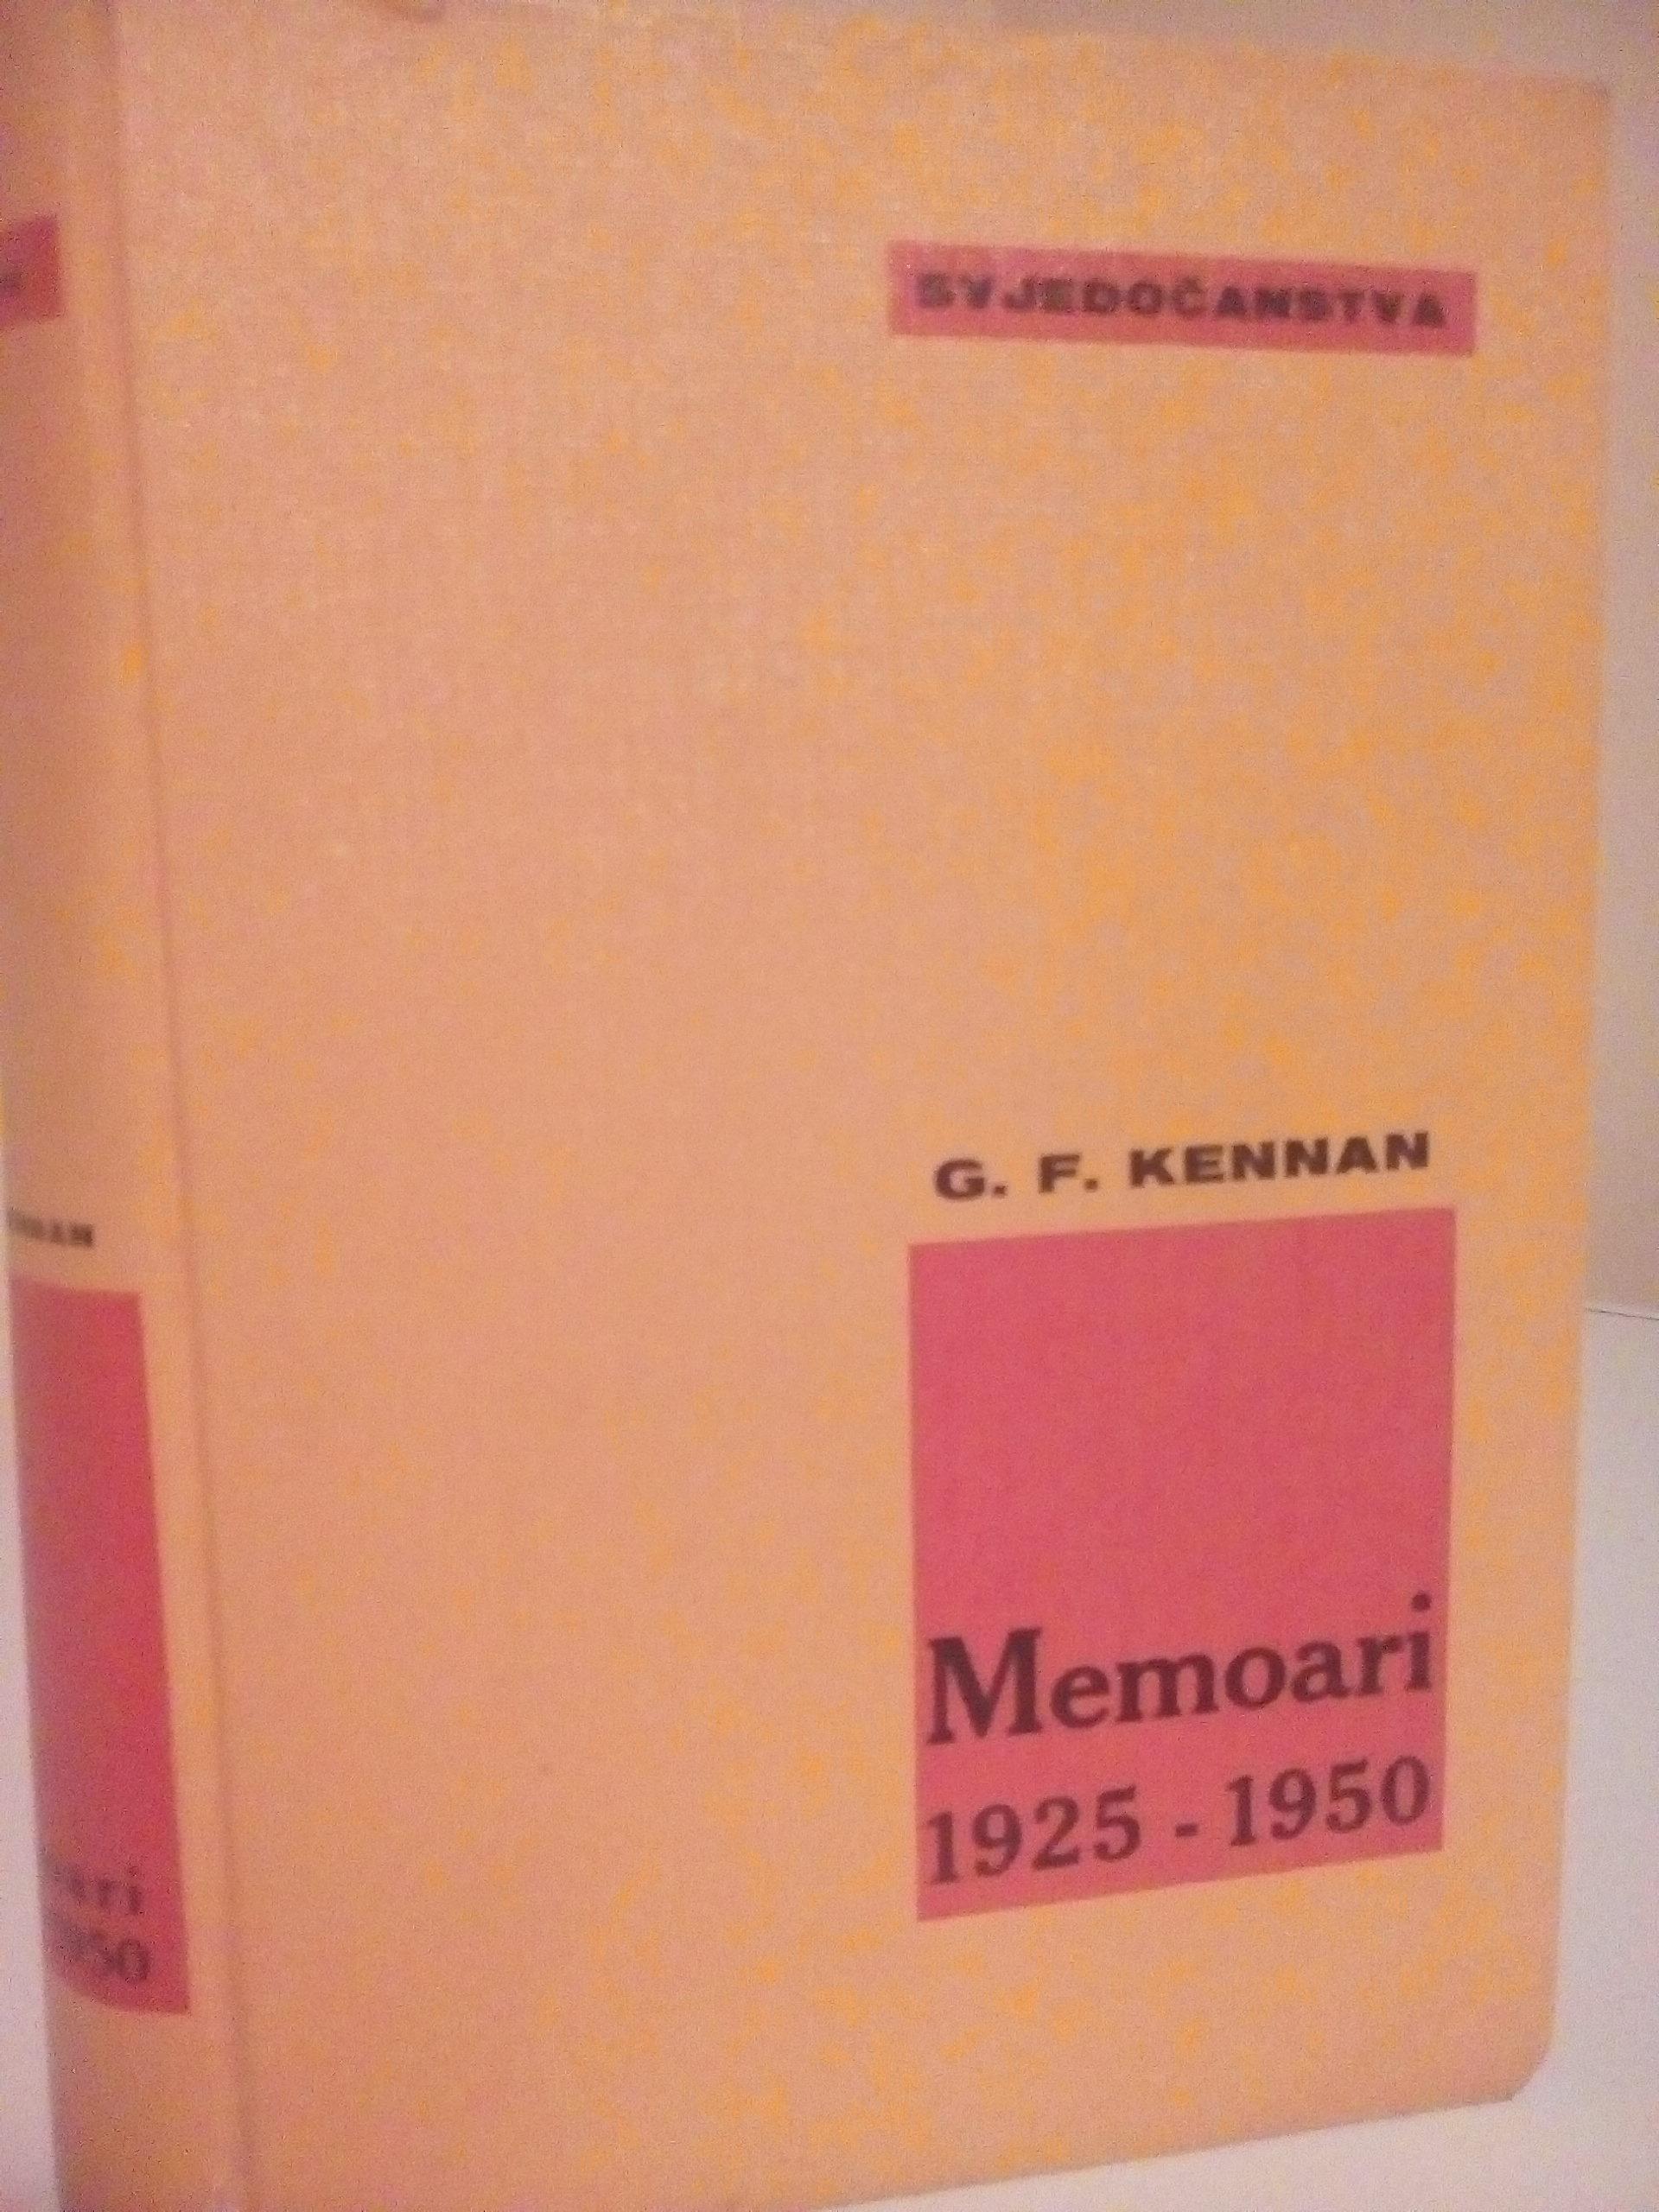 SVJEDOČANSTVA
G. F. KENNAN
Memoari
1925 - 1950